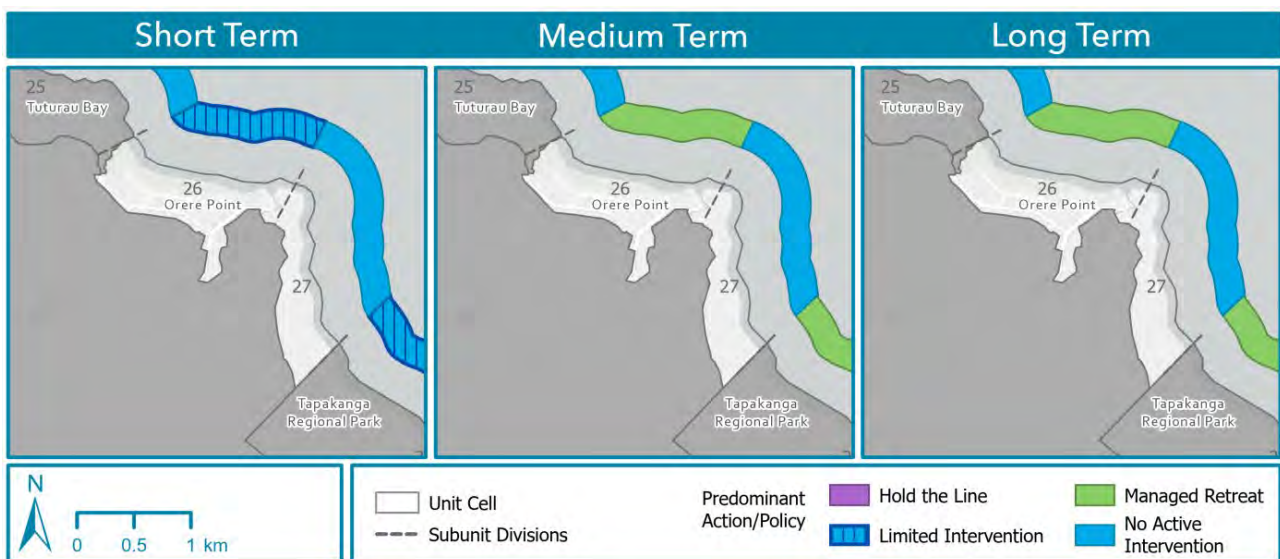 Short Term
Medium Term
Long Term
25
Tuturau Bay
26
Orere Point
27
Tapakanga
Regional Park
25
Tuturau Bay
26
Orere Point
27
Tapakanga
Regional Park
25
Tuturau Bay
26
Orere Point
27
Tapakanga
Regional Park
N
0 0.5 1 km
Unit Cell
Subunit Divisions
Predominant
Action/Policy
Hold the Line
Limited Intervention
Managed Retreat
No Active
Intervention